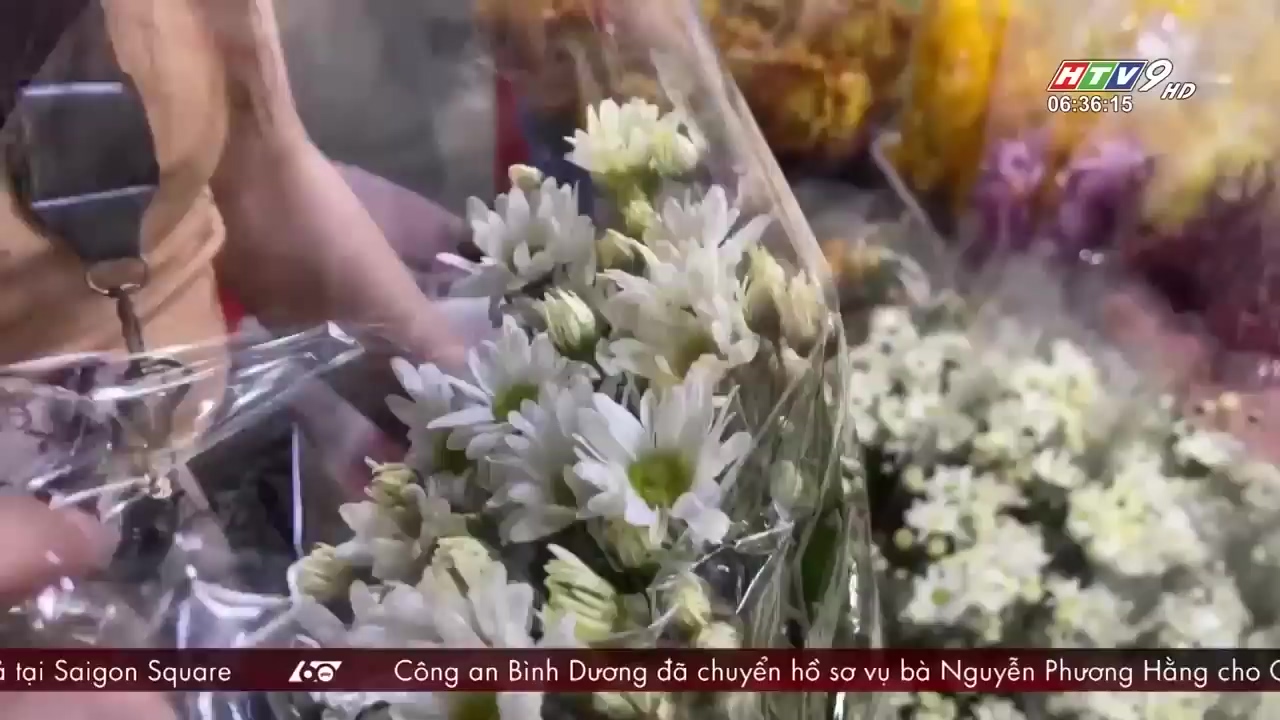 HTV9 HD
06:36:15
tại Saigon Square 60 Công an Bình Dương đã chuyển hồ sơ vụ bà Nguyễn Phương Hằng cho